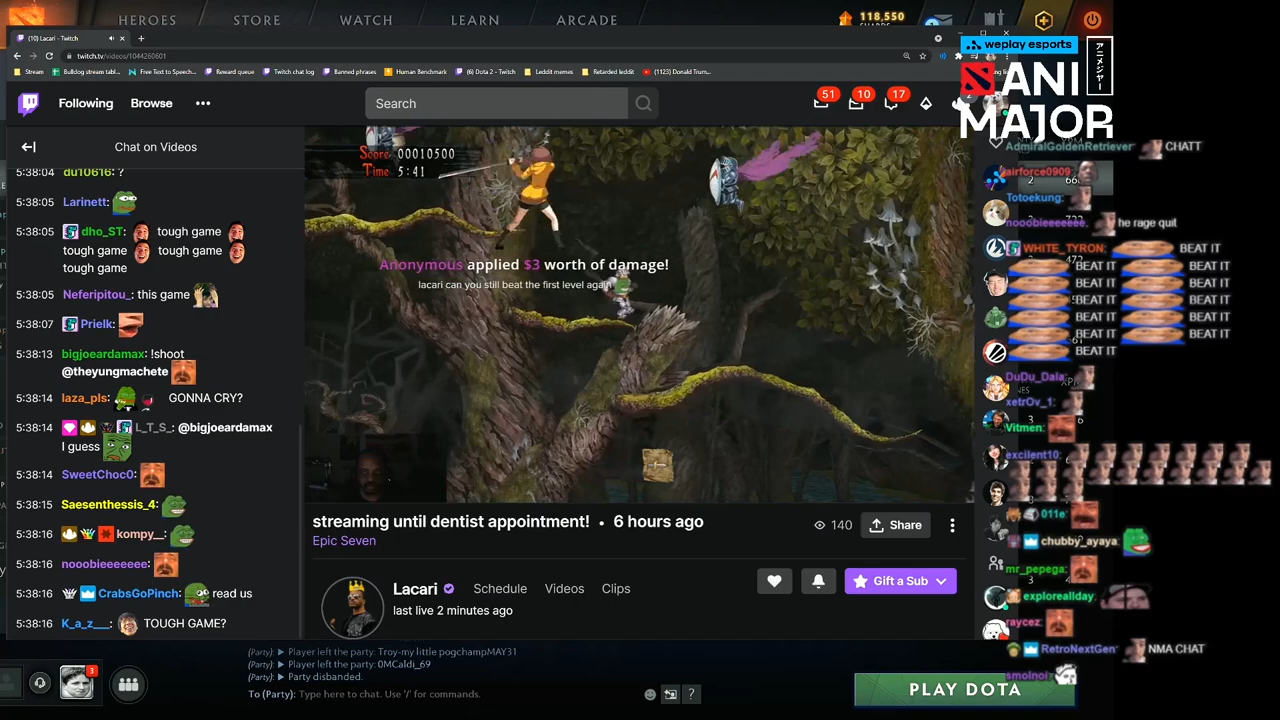 HEROES STORE WATCH LEARN ARCADE
118,550
(10) Lacari - Twitch
twitch.tv/videos/1044260601
Stream
Bulldog stream tabl...
Free Text to Speech...
Reward queue
Twitch chat log
Banned phrases
Human Benchmark
(6) Dota 2 - Twitch
Leddit memes
Retarded leddit
(1123) Donald Trum...
weplay esports
ANI
MAJOR
アニメジャー
Following Browse
Search
51 10 17
Chat on Videos
5:38:04 du10616: ?
5:38:05 Larinett:
5:38:05 dho_ST: tough game
tough game tough game
tough game
5:38:05 Neferipitou_: this game
5:38:07 Prielk:
5:38:13 bigjoeardamax: !shoot
@theyungmachete
5:38:14 laza_pls: GONNA CRY?
5:38:14 L_T_S_: @bigjoeardamax
I guess
5:38:14 SweetChoc0:
5:38:15 Saesenthessis_4:
5:38:16 kompy__:
5:38:16 nooobieeeeeee:
5:38:16 CrabsGoPinch: read us
5:38:16 K_a_z___: TOUGH GAME?
Score 00010500
Time 5:41
Anonymous applied $3 worth of damage!
lacari can you still beat the first level again
streaming until dentist appointment! • 6 hours ago
140
Share
Epic Seven
Lacari
Schedule Videos Clips
Gift a Sub
last live 2 minutes ago
AdmiralGoldenRetriever CHATT
airforce0909:
Totoekung:
nooobieeeeeee: he rage quit
WHITE_TYRON: BEAT IT
BEAT IT BEAT IT
BEAT IT BEAT IT
BEAT IT BEAT IT
BEAT IT BEAT IT
BEAT IT BEAT IT
BEAT IT
DuDu_Dala:
xetrOv_1:
Vitmen:
excilent10:
011e:
chubby_ayaya:
mr_pepega:
exploreallday:
raycez:
RetroNextGen: NMA CHAT
smolnoi:
(Party): ▶ Player left the party: Troy-my little pogchampMAY31
(Party): ▶ Player left the party: 0MCaldi_69
(Party): ▶ Party disbanded.
To (Party): Type here to chat. Use '/' for commands.
?
3
PLAY DOTA